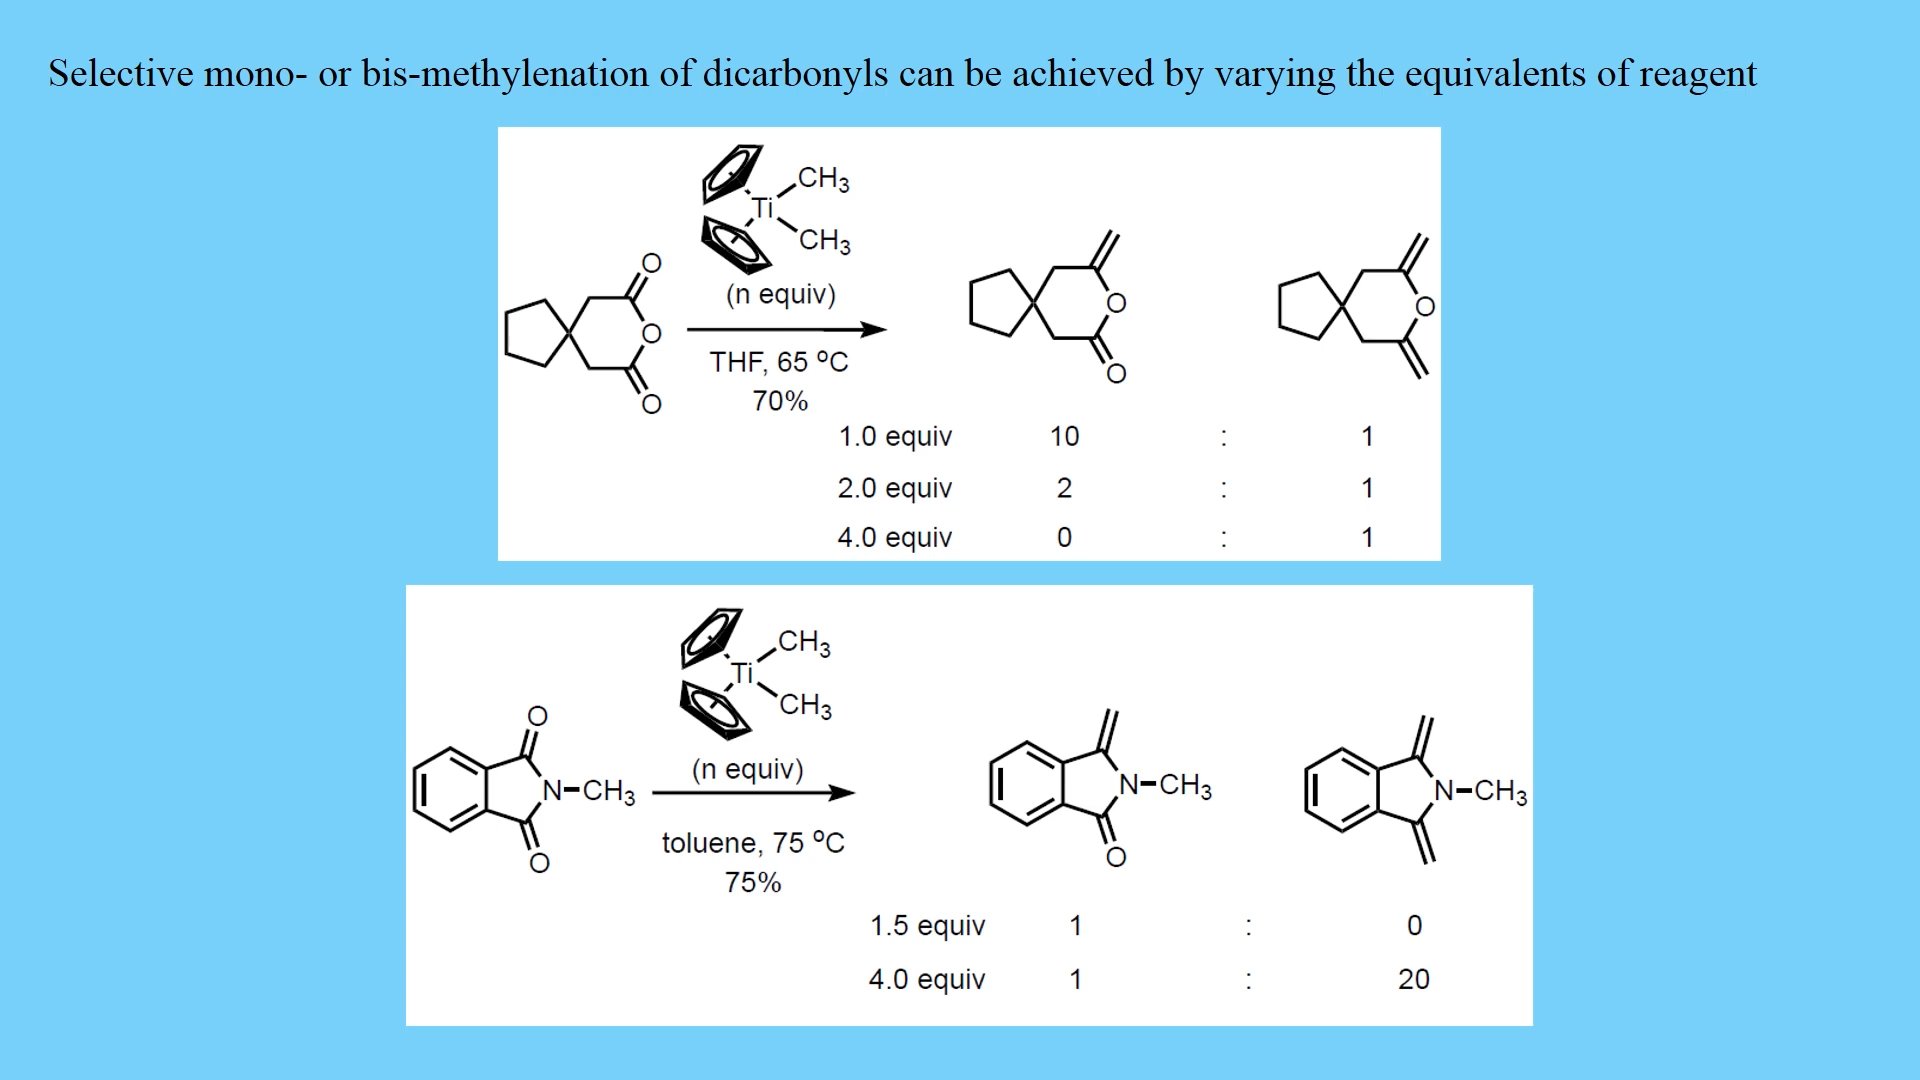 Selective mono- or bis-methylenation of dicarbonyls can be achieved by varying the equivalents of reagent
CH3
Ti
CH3
(n equiv)
O
O
O
THF, 65 ºC
70%
O
O
O
1.0 equiv 10 : 1
2.0 equiv 2 : 1
4.0 equiv 0 : 1
CH3
Ti
CH3
(n equiv)
O
N-CH3
O
toluene, 75 ºC
75%
N-CH3
O
N-CH3
1.5 equiv 1 : 0
4.0 equiv 1 : 20